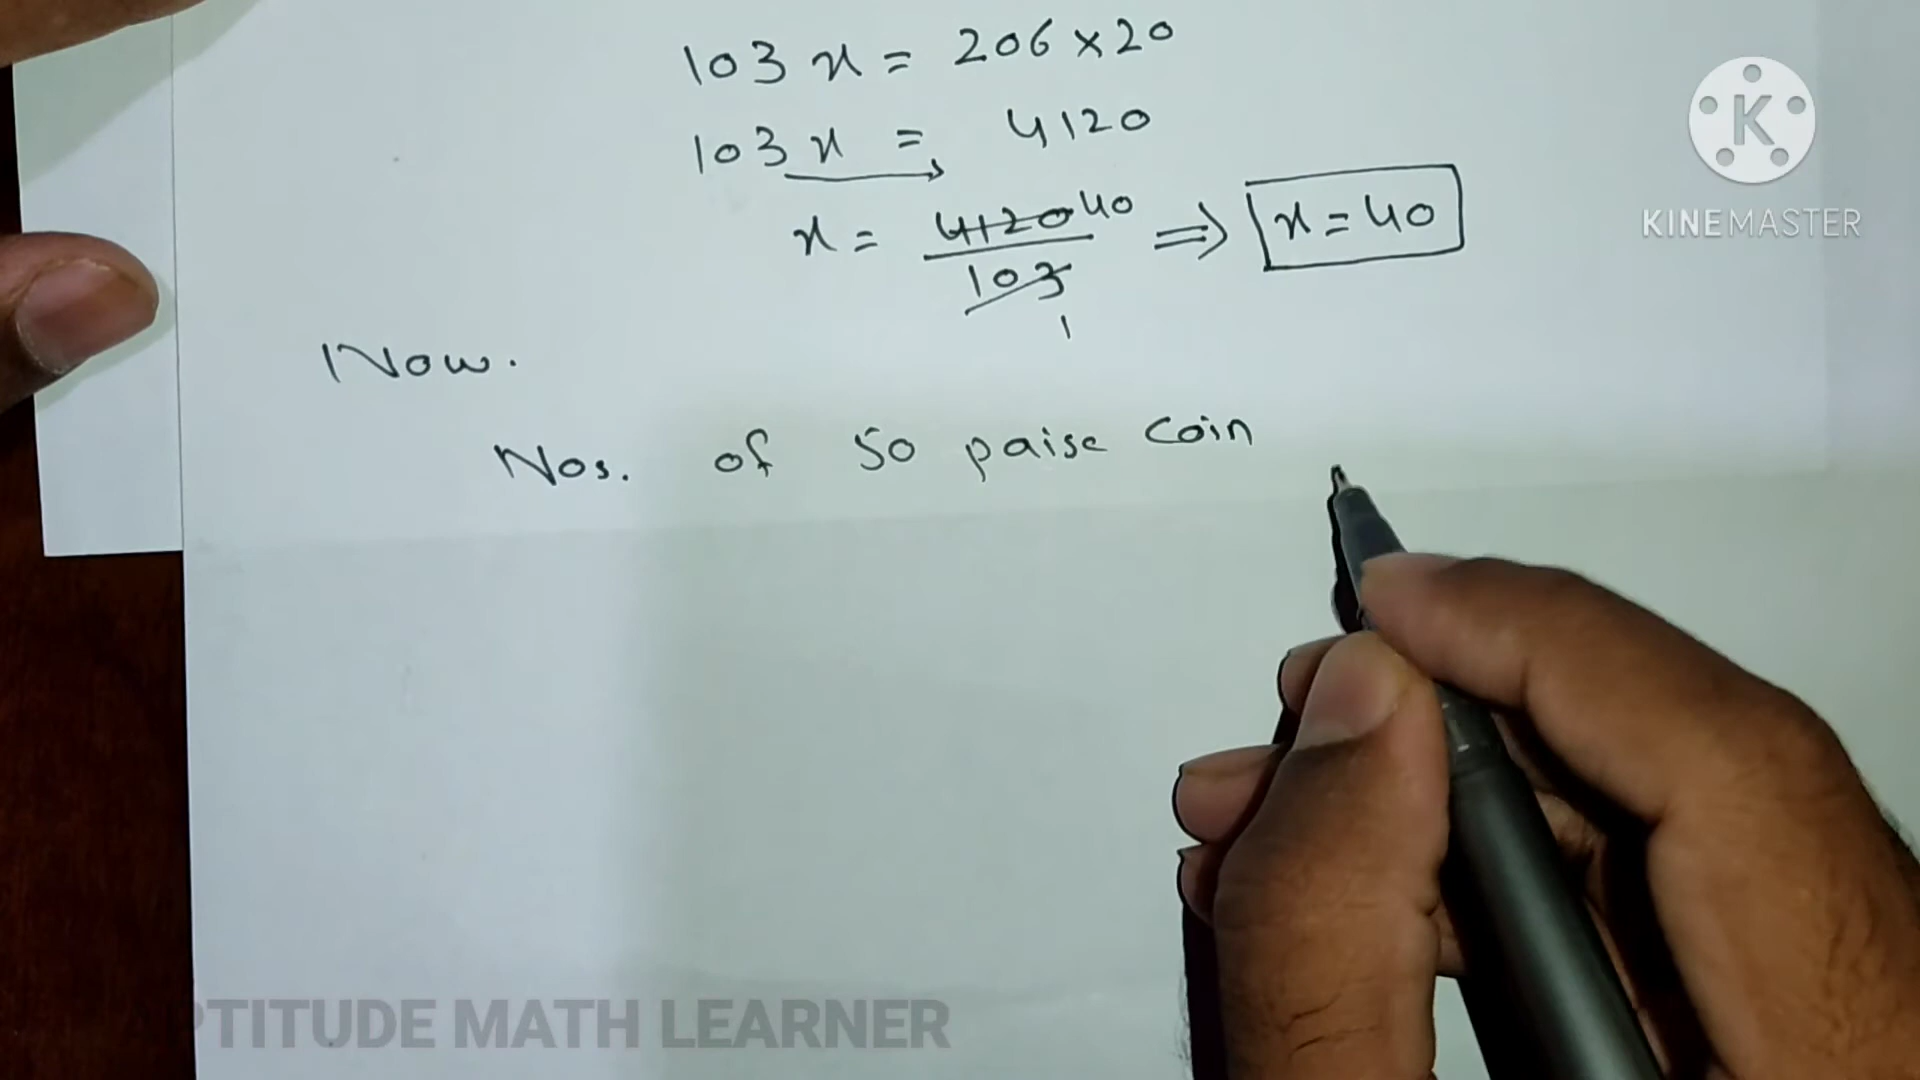 103 x = 206 × 20
103 x = 4120
x = 4120 40 / 103 1 ⇒ x = 40
Now.
Nos. of 50 paise coin
K
KINEMASTER
PTITUDE MATH LEARNER